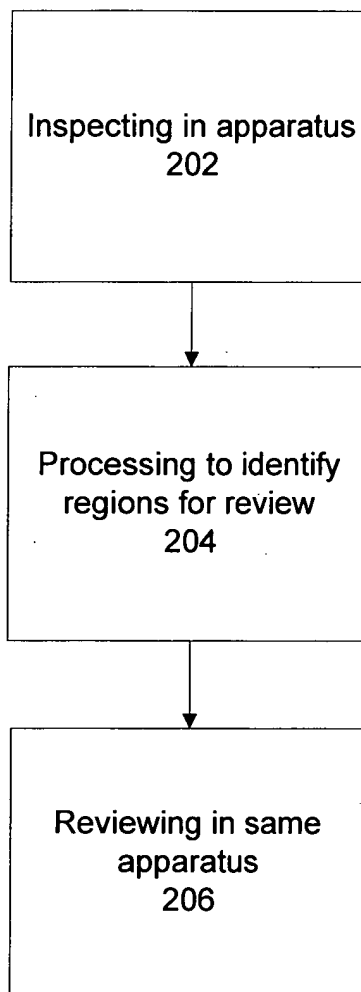 Inspecting in apparatus
202
Processing to identify
regions for review
204
Reviewing in same
apparatus
206